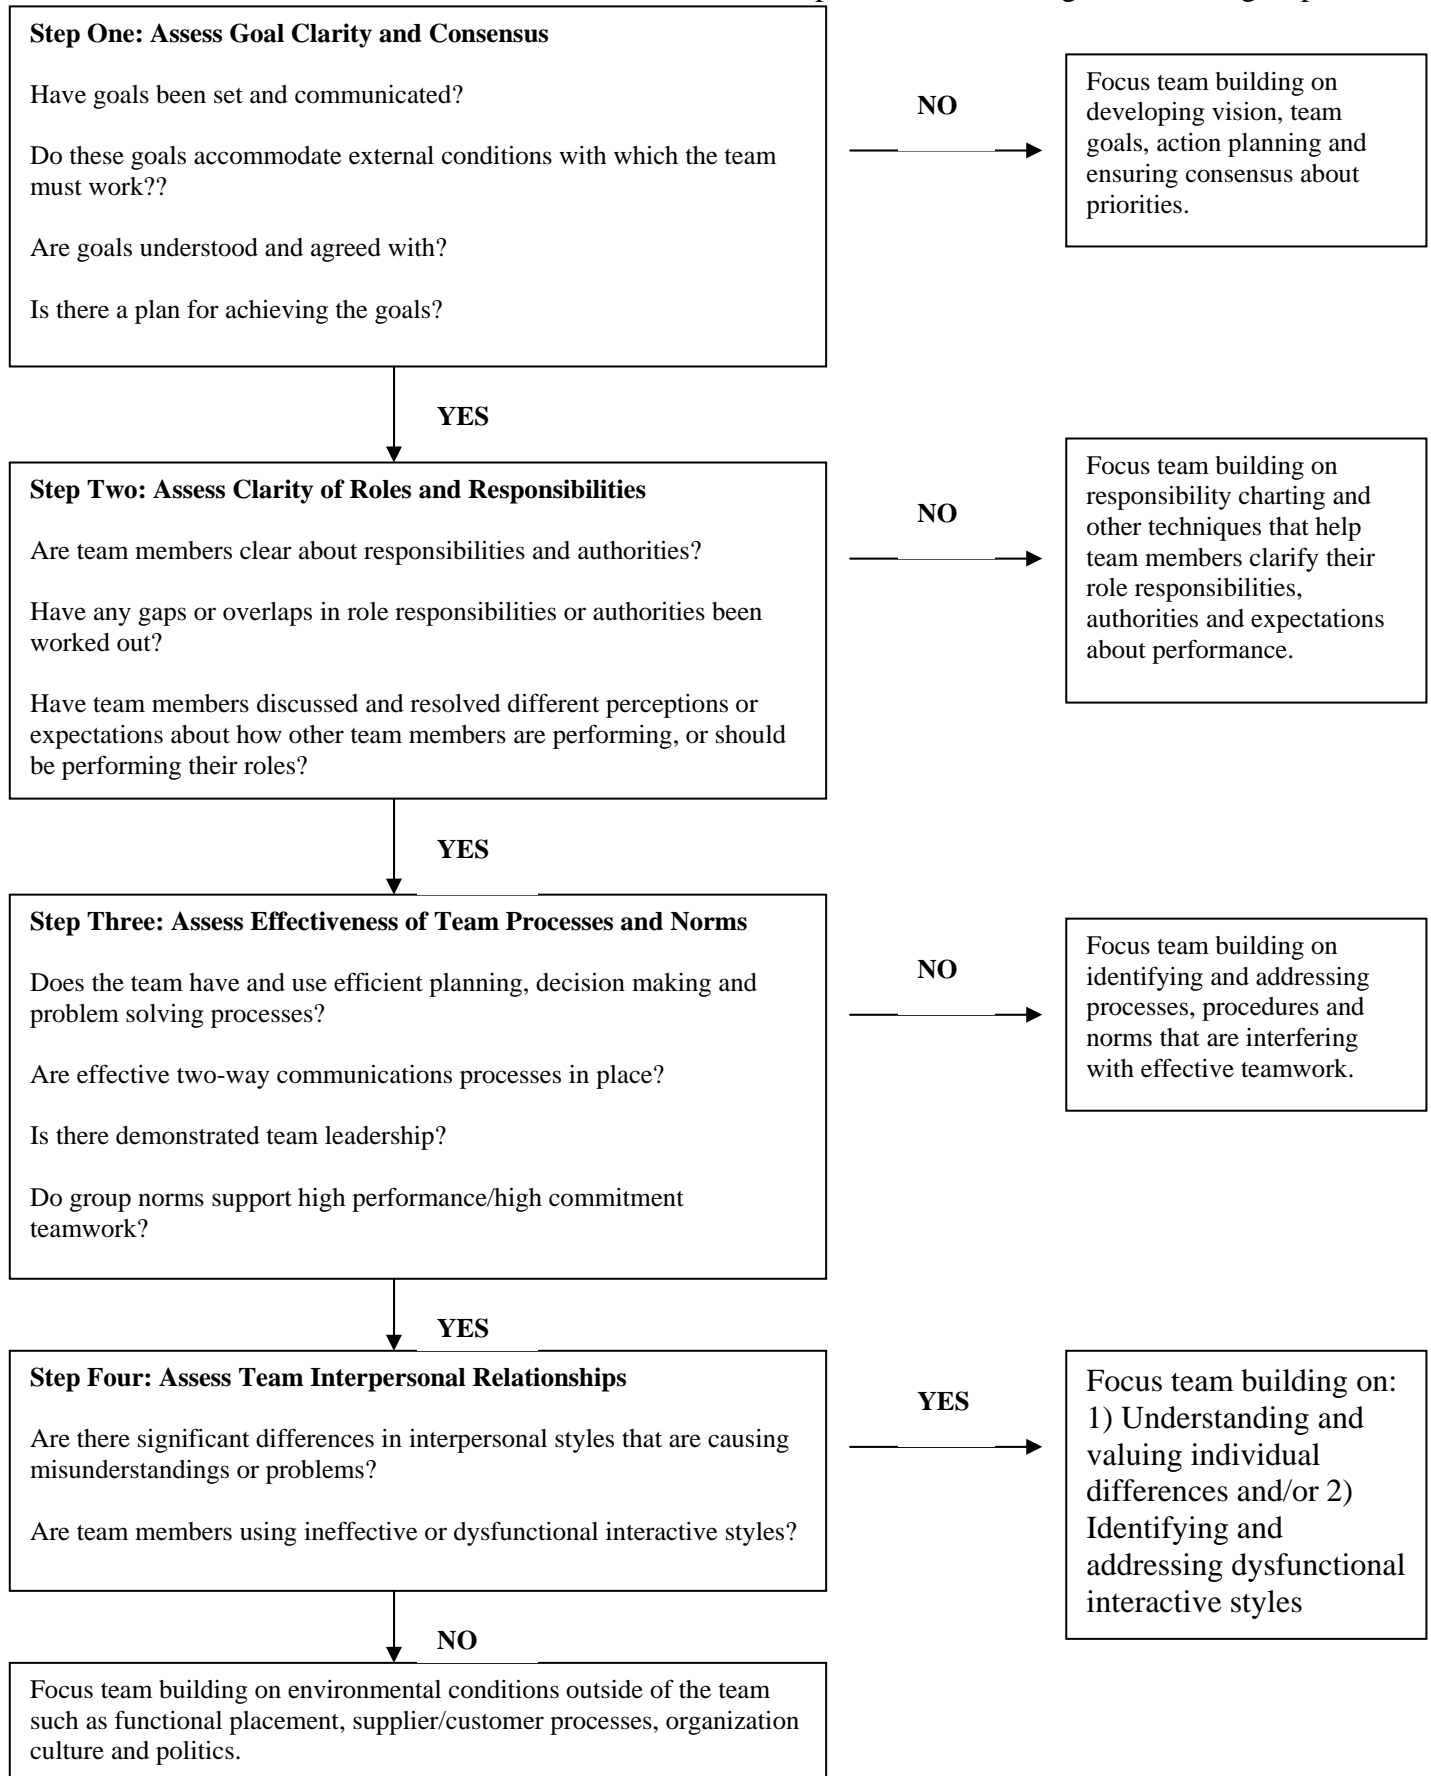 Step One: Assess Goal Clarity and Consensus
Have goals been set and communicated?
Do these goals accommodate external conditions with which the team
must work??
Are goals understood and agreed with?
Is there a plan for achieving the goals?
NO
Focus team building on
developing vision, team
goals, action planning and
ensuring consensus about
priorities.
YES
Step Two: Assess Clarity of Roles and Responsibilities
Are team members clear about responsibilities and authorities?
Have any gaps or overlaps in role responsibilities or authorities been
worked out?
Have team members discussed and resolved different perceptions or
expectations about how other team members are performing, or should
be performing their roles?
NO
Focus team building on
responsibility charting and
other techniques that help
team members clarify their
role responsibilities,
authorities and expectations
about performance.
YES
Step Three: Assess Effectiveness of Team Processes and Norms
Does the team have and use efficient planning, decision making and
problem solving processes?
Are effective two-way communications processes in place?
Is there demonstrated team leadership?
Do group norms support high performance/high commitment
teamwork?
NO
Focus team building on
identifying and addressing
processes, procedures and
norms that are interfering
with effective teamwork.
YES
Step Four: Assess Team Interpersonal Relationships
Are there significant differences in interpersonal styles that are causing
misunderstandings or problems?
Are team members using ineffective or dysfunctional interactive styles?
YES
Focus team building on:
1) Understanding and
valuing individual
differences and/or 2)
Identifying and
addressing dysfunctional
interactive styles
NO
Focus team building on environmental conditions outside of the team
such as functional placement, supplier/customer processes, organization
culture and politics.